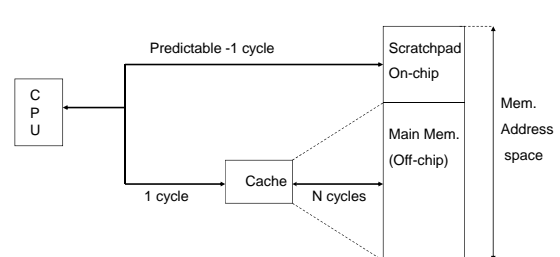 Predictable -1 cycle
Scratchpad
On-chip
C
P
U
Mem.
Address
space
Main Mem.
(Off-chip)
Cache
1 cycle
N cycles